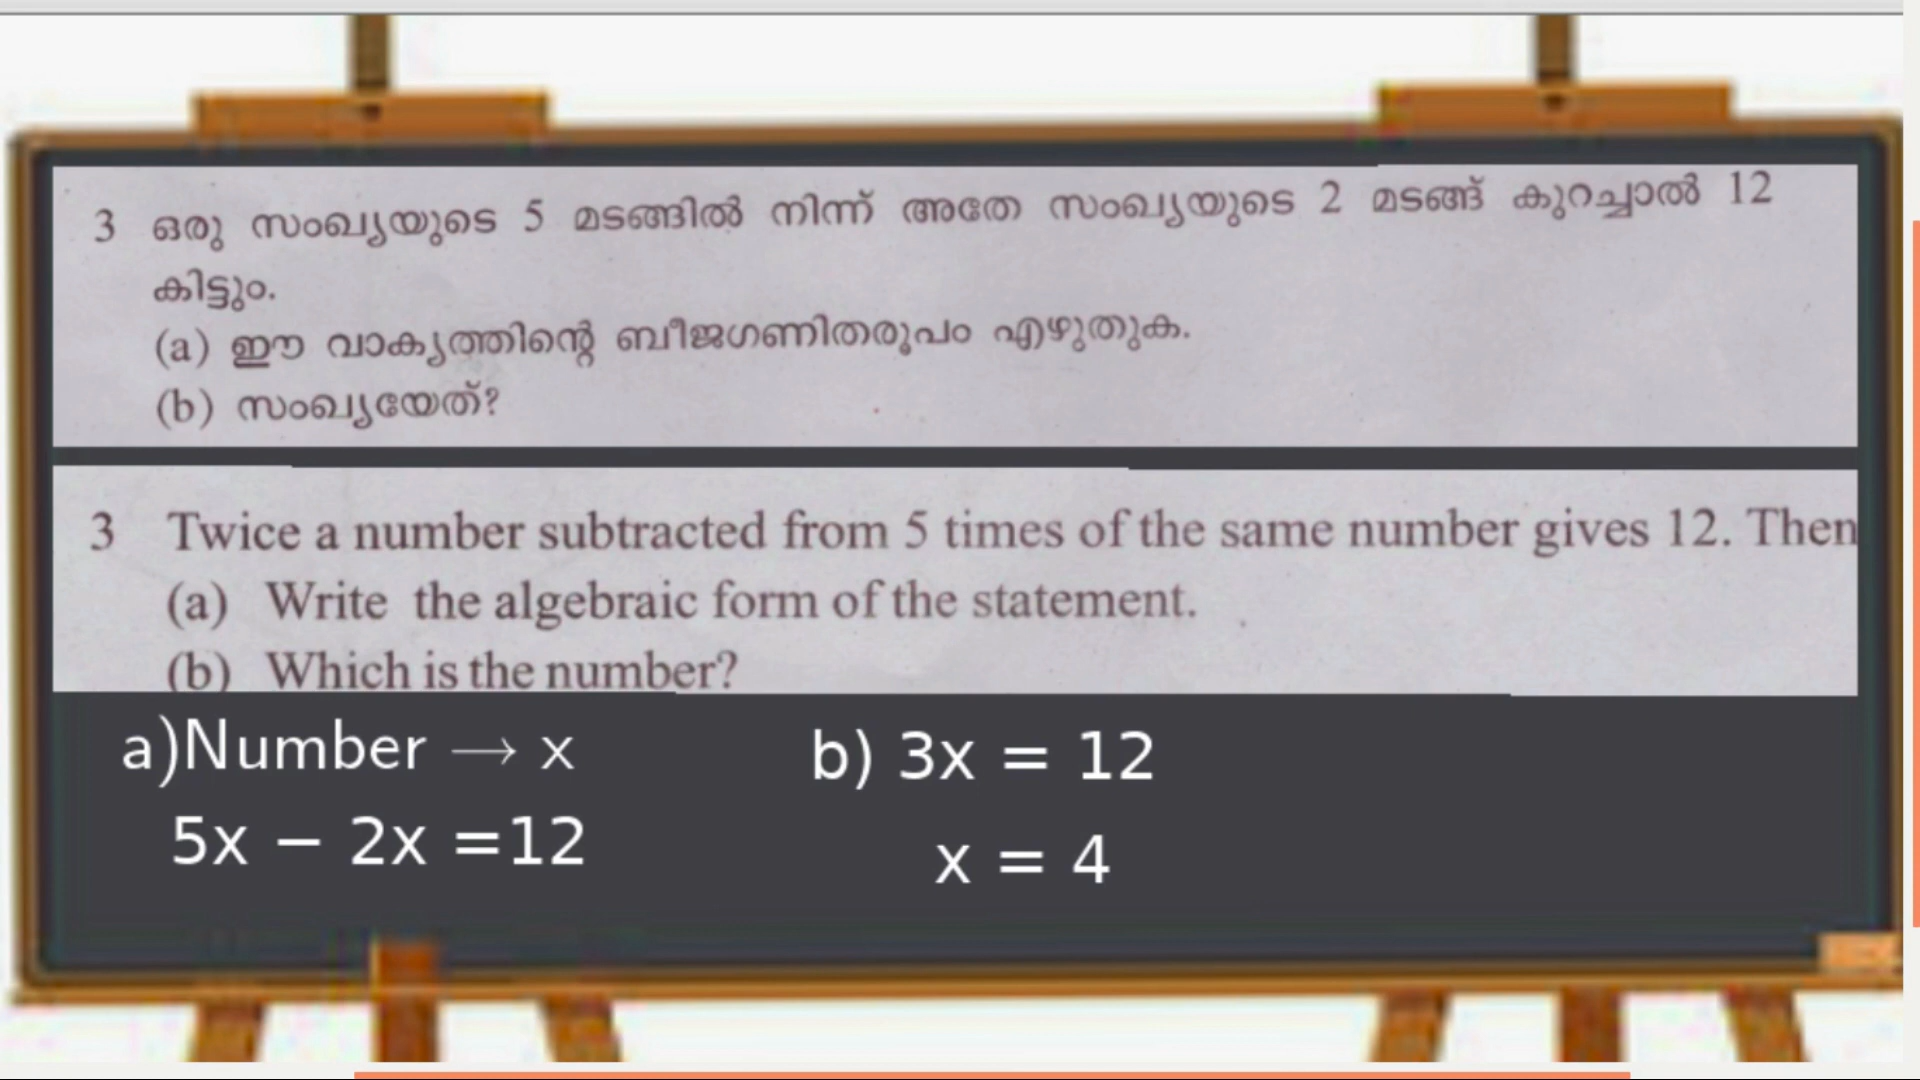 3 ഒരു സംഖ്യയുടെ 5 മടങ്ങിൽ നിന്ന് അതേ സംഖ്യയുടെ 2 മടങ്ങ് കുറച്ചാൽ 12
കിട്ടും.
(a) ഈ വാക്യത്തിന്റെ ബീജഗണിതരൂപം എഴുതുക.
(b) സംഖ്യയേത്?
3 Twice a number subtracted from 5 times of the same number gives 12. Then
(a) Write the algebraic form of the statement.
(b) Which is the number?
a)Number → x
5x − 2x =12
b) 3x = 12
x = 4